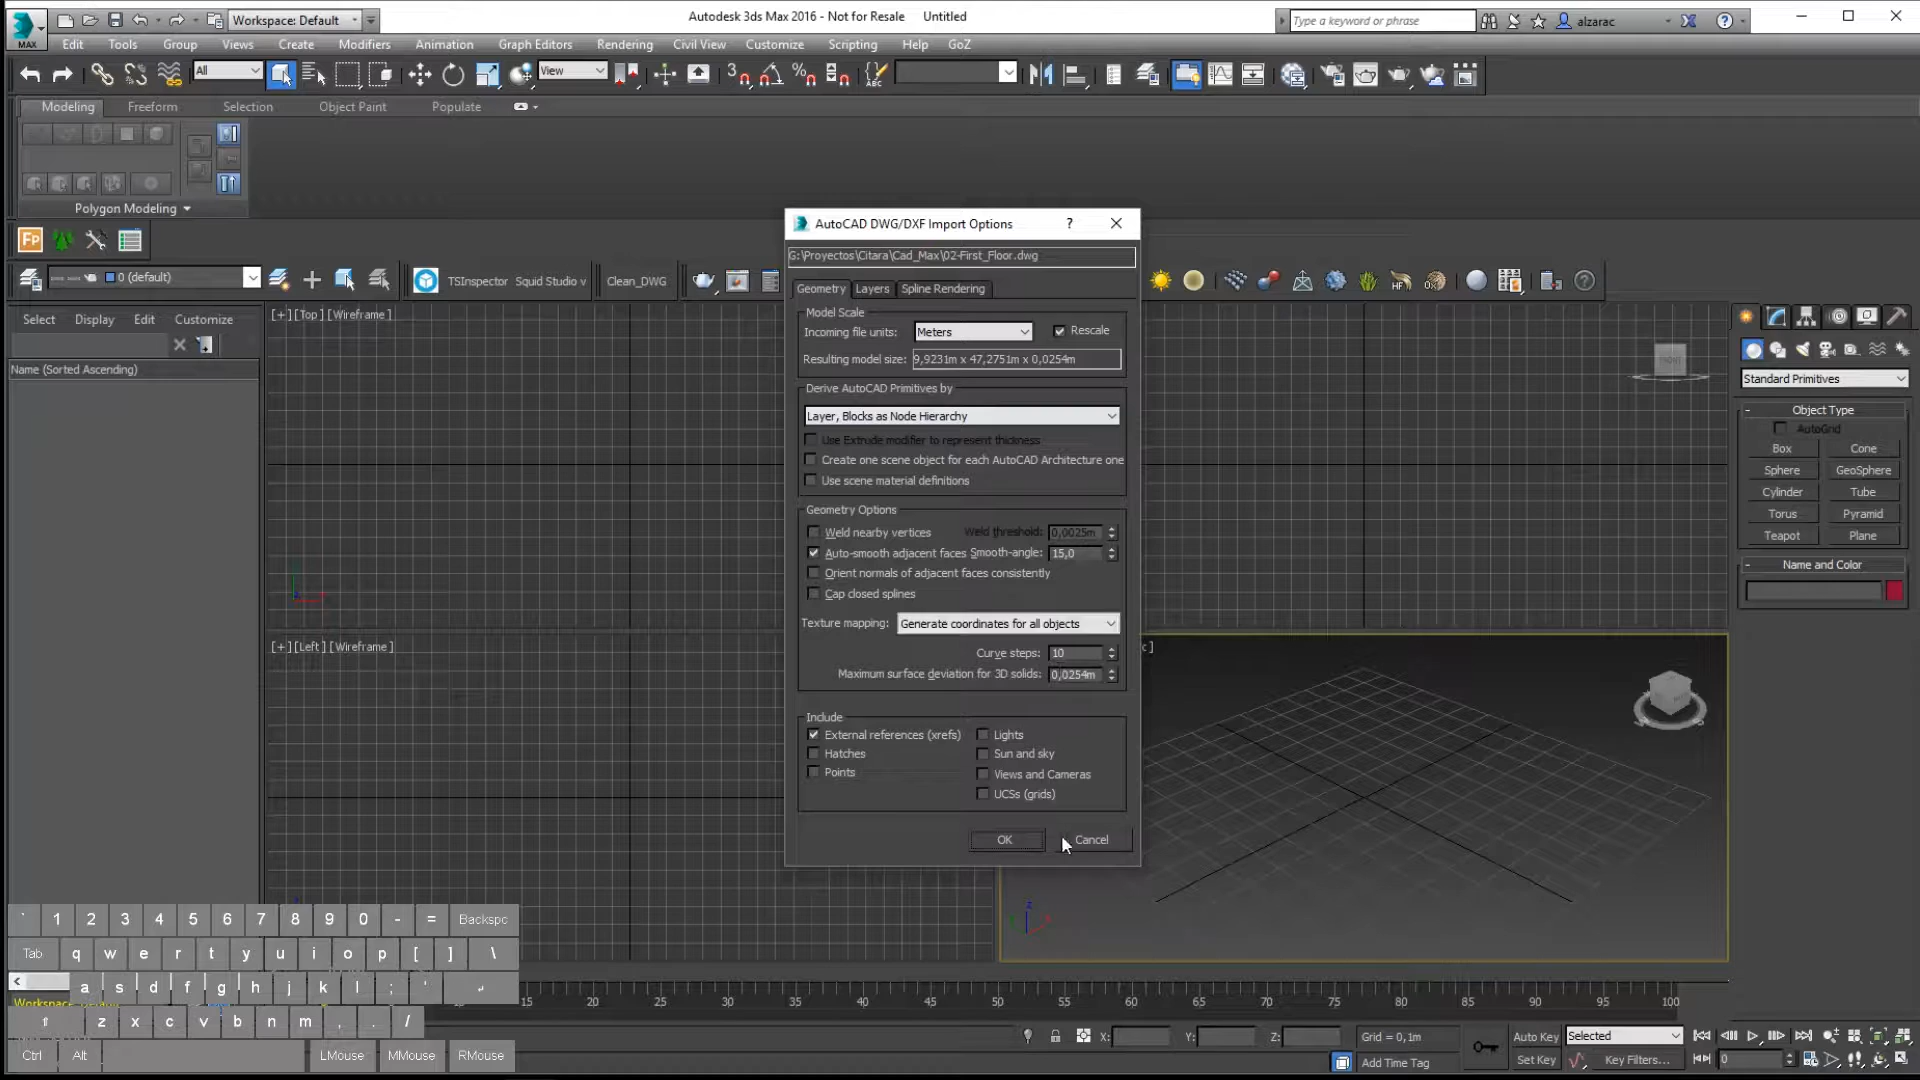 Workspace: Default
Autodesk 3ds Max 2016 - Not for Resale    Untitled
Type a keyword or phrase
alzarac
MAX
Edit Tools Group Views Create Modifiers Animation Graph Editors Rendering Civil View Customize Scripting Help GoZ
All
View
ABC
Modeling Freeform Selection Object Paint Populate
Polygon Modeling
Fp
0 (default)
TSInspector Squid Studio v Clean_DWG
Select Display Edit Customize
Name (Sorted Ascending)
[+] [Top] [Wireframe]
[+] [Left] [Wireframe]
AutoCAD DWG/DXF Import Options
G:\Proyectos\Citara\Cad_Max\02-First_Floor.dwg
Geometry Layers Spline Rendering
Model Scale
Incoming file units: Meters Rescale
Resulting model size: 9,9231m x 47,2751m x 0,0254m
Derive AutoCAD Primitives by
Layer, Blocks as Node Hierarchy
Use Extrude modifier to represent thickness
Create one scene object for each AutoCAD Architecture one
Use scene material definitions
Geometry Options
Weld nearby vertices Weld threshold: 0,0025m
Auto-smooth adjacent faces Smooth-angle: 15,0
Orient normals of adjacent faces consistently
Cap closed splines
Texture mapping: Generate coordinates for all objects
Curve steps: 10
Maximum surface deviation for 3D solids: 0,0254m
Include
External references (xrefs) Lights
Hatches Sun and sky
Points Views and Cameras
UCSs (grids)
OK Cancel
FRONT
Standard Primitives
Object Type
AutoGrid
Box Cone
Sphere GeoSphere
Cylinder Tube
Torus Pyramid
Teapot Plane
Name and Color
` 1 2 3 4 5 6 7 8 9 0 - = Backspc
Tab q w e r t y u i o p [ ] \
a s d f g h j k l ; '
z x c v b n m , . /
Ctrl Alt LMouse MMouse RMouse
15 20 25 30 35 40 45 50 55 60 65 70 75 80 85 90 95 100
X: Y: Z: Grid = 0,1m
Add Time Tag
Auto Key Selected
Set Key Key Filters...
0